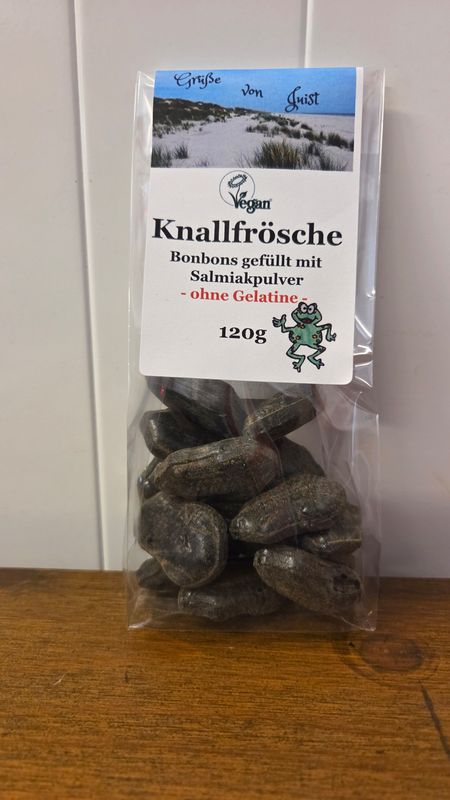 Grüße von Juist
Vegan
Knallfrösche
Bonbons gefüllt mit
Salmiakpulver
- ohne Gelatine -
120g